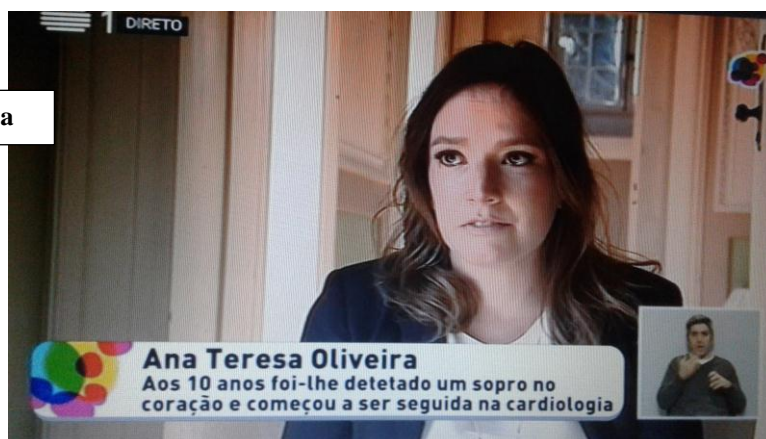 1 DIRETO
a
Ana Teresa Oliveira
Aos 10 anos foi-lhe detetado um sopro no
coração e começou a ser seguida na cardiologia